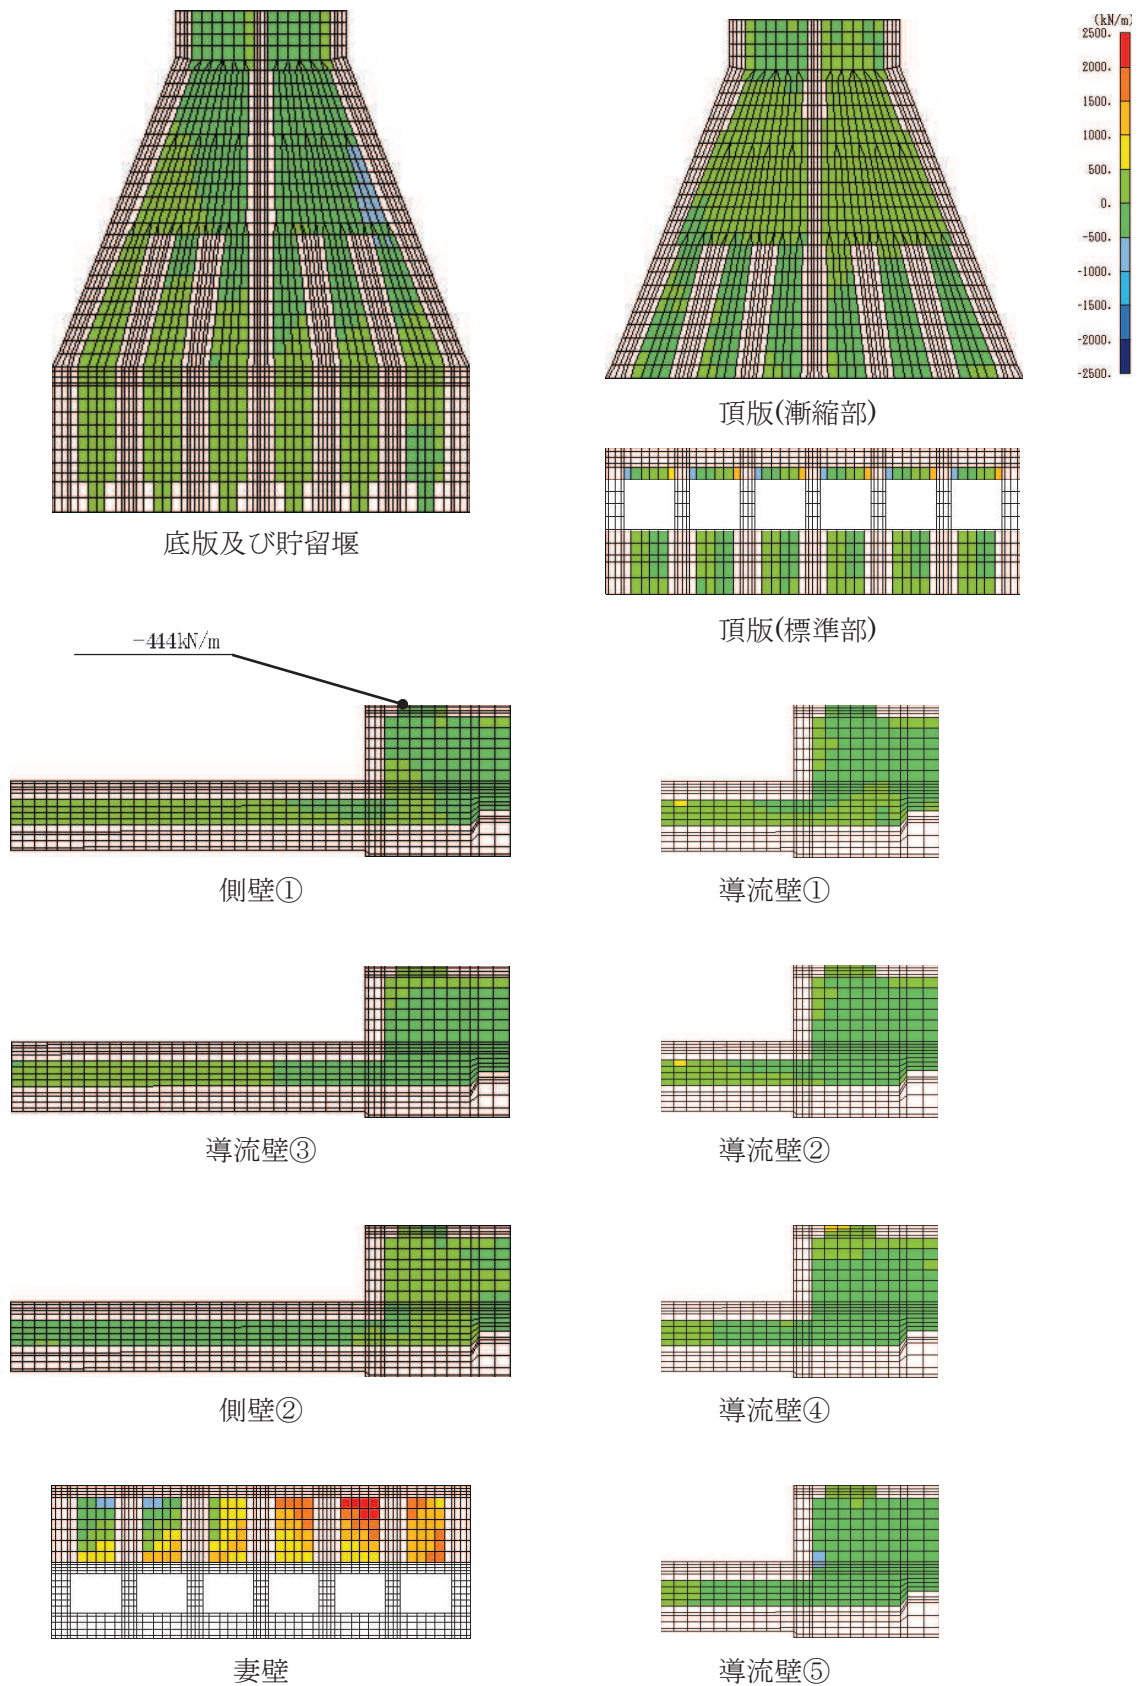 (kN/m)
2500.
2000.
1500.
1000.
500.
0.
-500.
-1000.
-1500.
-2000.
-2500.
頂版(漸縮部)
底版及び貯留堰
頂版(標準部)
-444kN/m
側壁①
導流壁①
導流壁③
導流壁②
側壁②
導流壁④
妻壁
導流壁⑤